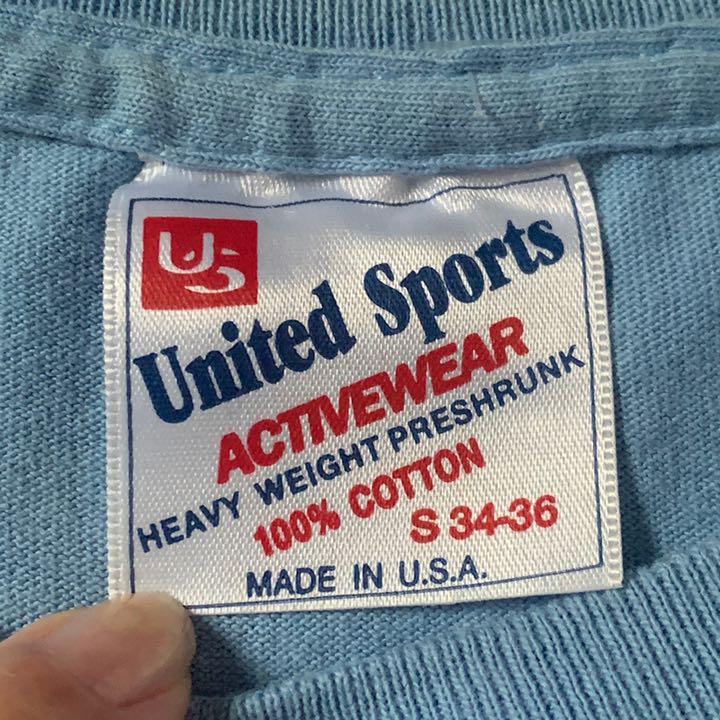 US
United Sports
ACTIVEWEAR
HEAVY WEIGHT PRESHRUNK
100% COTTON
S 34-36
MADE IN U.S.A.